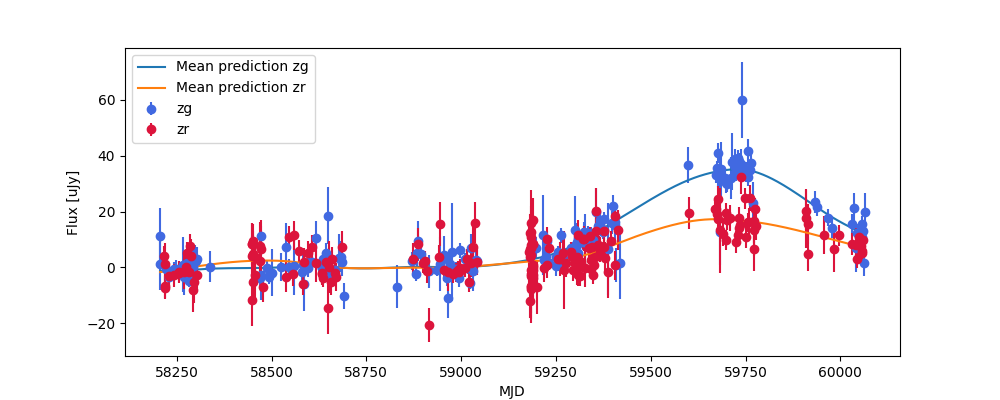 Mean prediction zg
Mean prediction zr
zg
zr
Flux [uJy]
60
40
20
0
−20
58250 58500 58750 59000 59250 59500 59750 60000
MJD